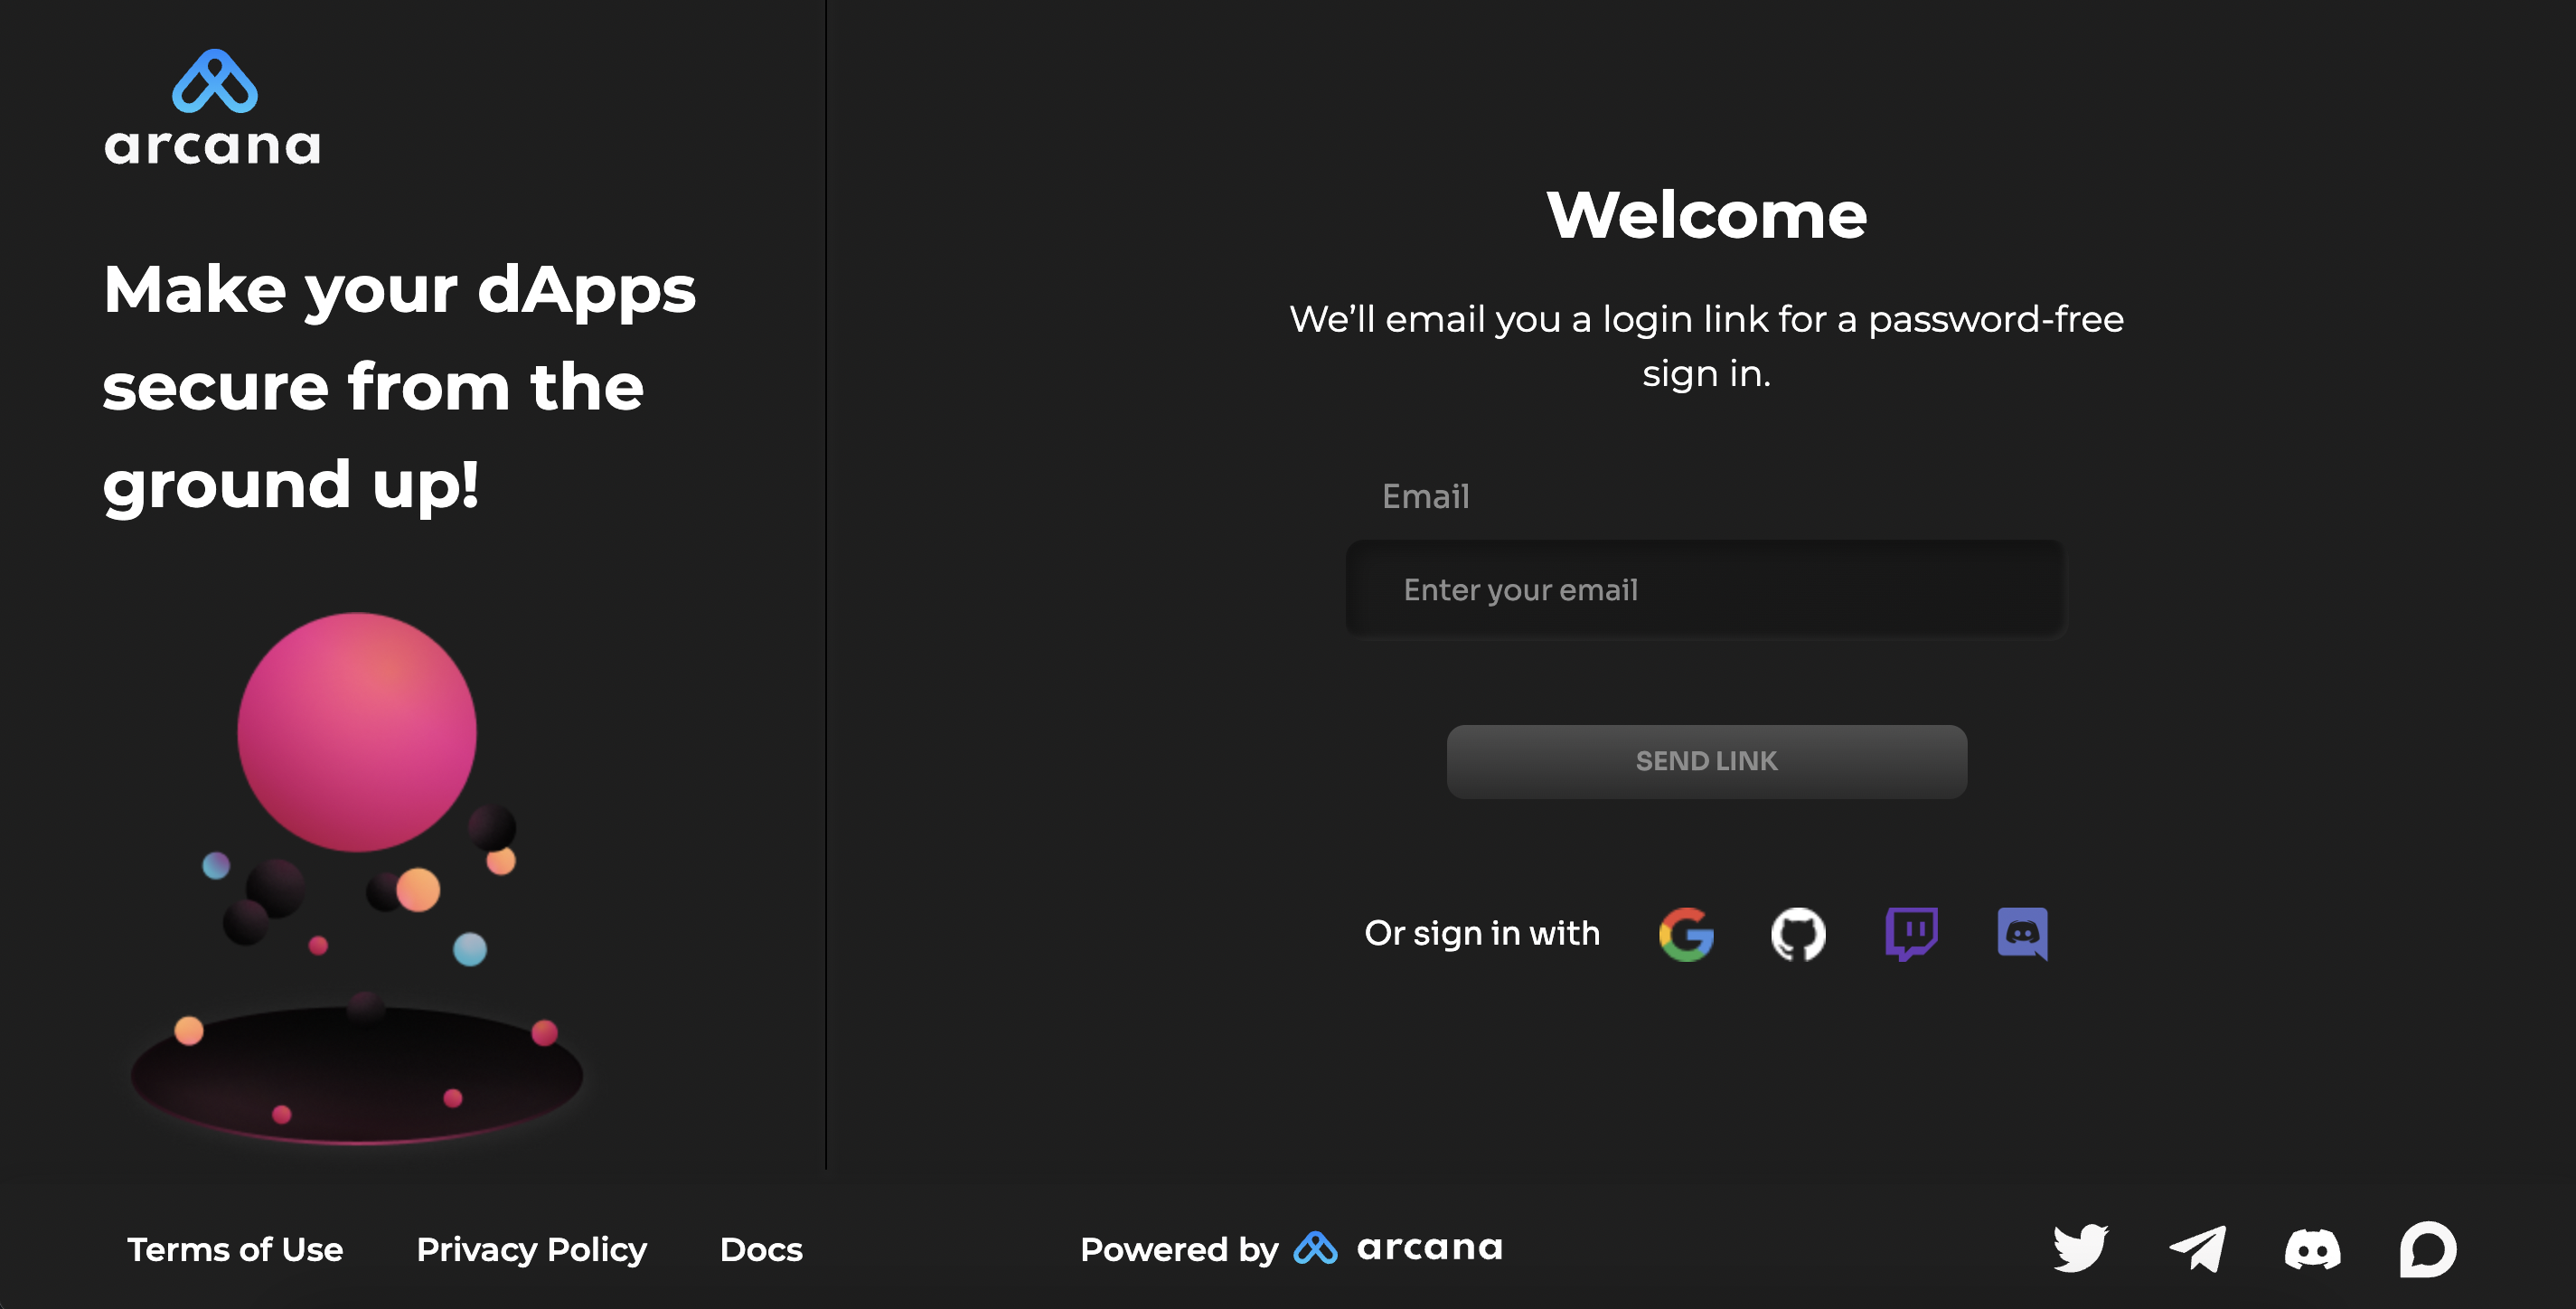 arcana
Make your dApps
secure from the
ground up!
Welcome
We’ll email you a login link for a password-free
sign in.
Email
Enter your email
SEND LINK
Or sign in with
Terms of Use
Privacy Policy
Docs
Powered by arcana